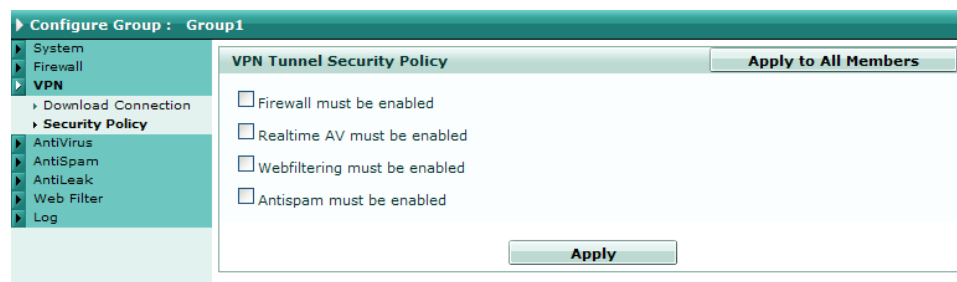 Configure Group : Group1
System
Firewall
VPN
Download Connection
Security Policy
AntiVirus
AntiSpam
AntiLeak
Web Filter
Log
VPN Tunnel Security Policy
Apply to All Members
Firewall must be enabled
Realtime AV must be enabled
Webfiltering must be enabled
Antispam must be enabled
Apply